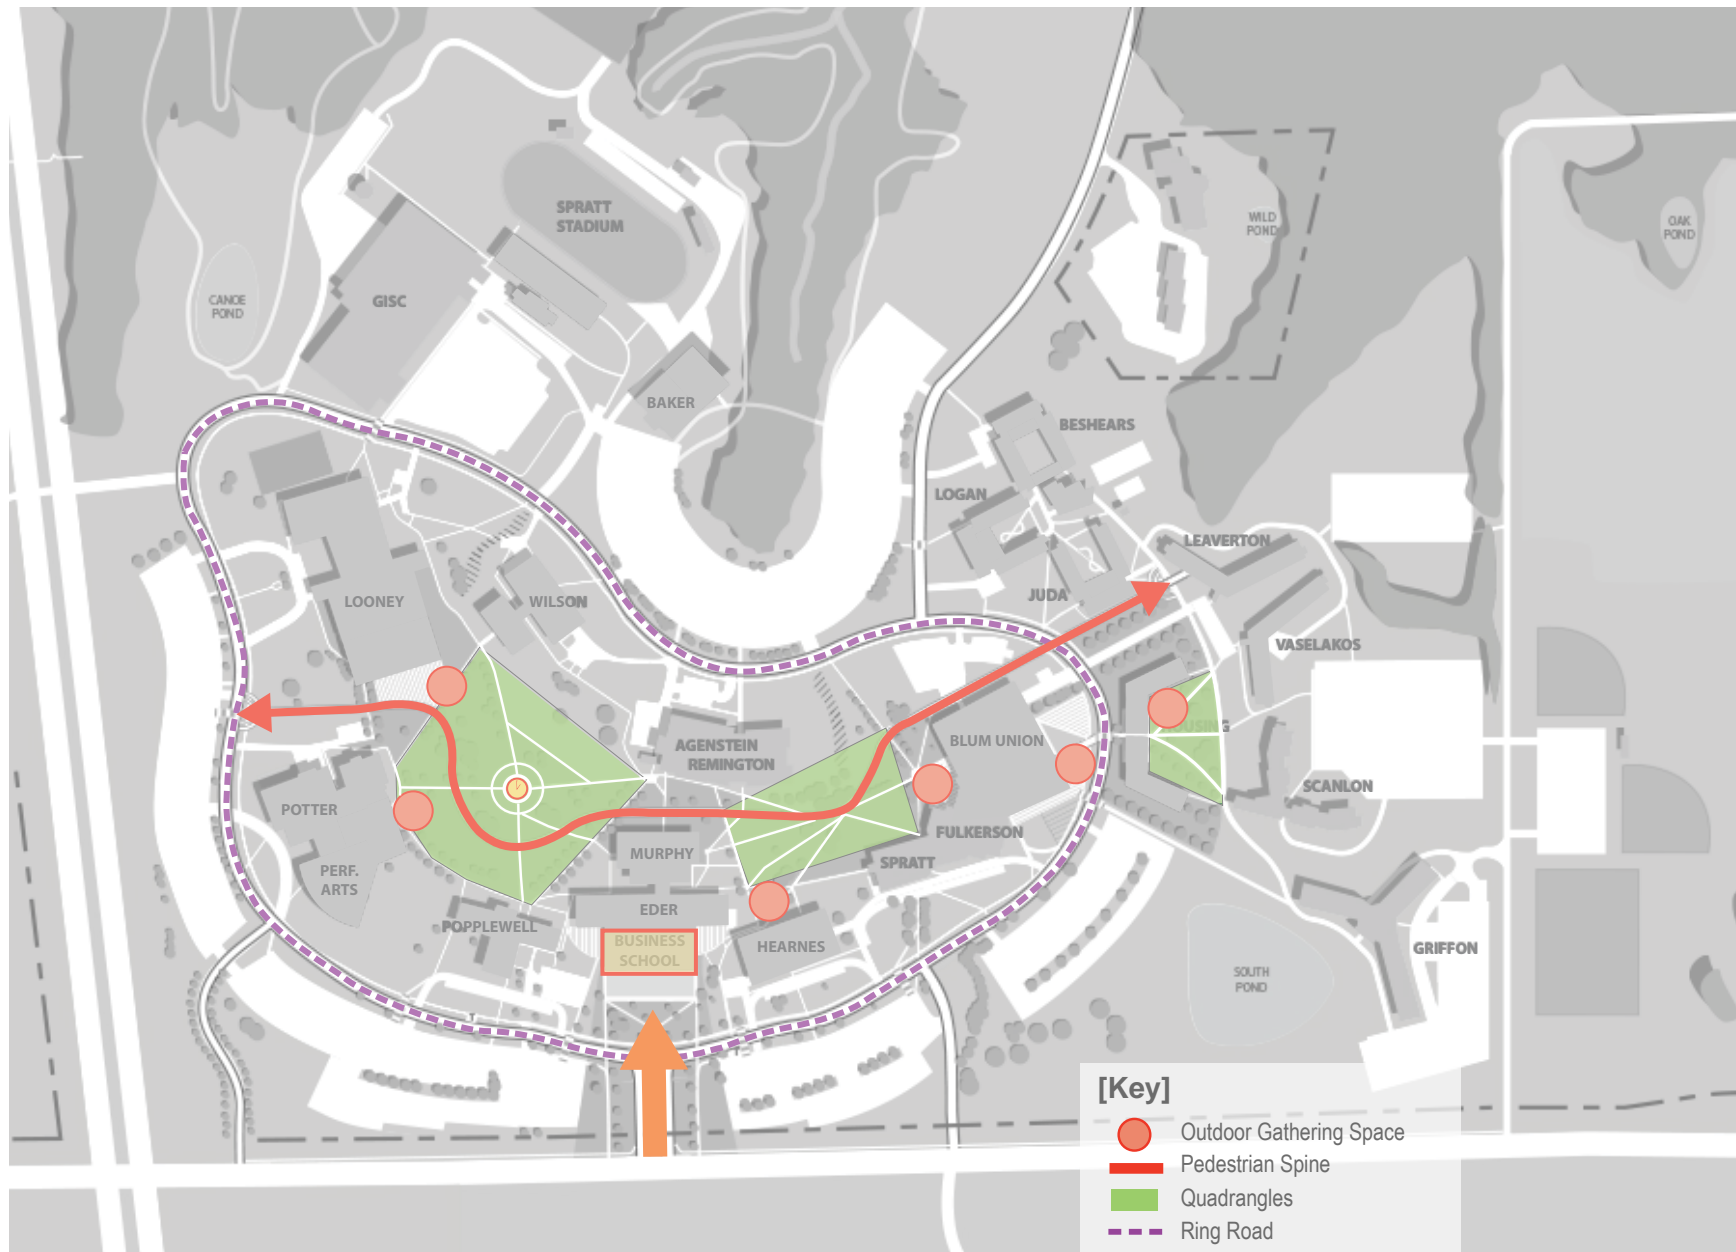 SPRATT
STADIUM
WILD
POND
OAK
POND
CANOE
POND
GISC
BAKER
BESHEARS
LOGAN
LEAVERTON
LOONEY
WILSON
JUDA
VASELAKOS
HOUSING
AGENSTEIN
REMINGTON
BLUM UNION
SCANLON
POTTER
FULKERSON
MURPHY
SPRATT
PERF.
ARTS
EDER
POPPLEWELL
BUSINESS
SCHOOL
HEARNES
GRIFFON
SOUTH
POND
[Key]
Outdoor Gathering Space
Pedestrian Spine
Quadrangles
Ring Road